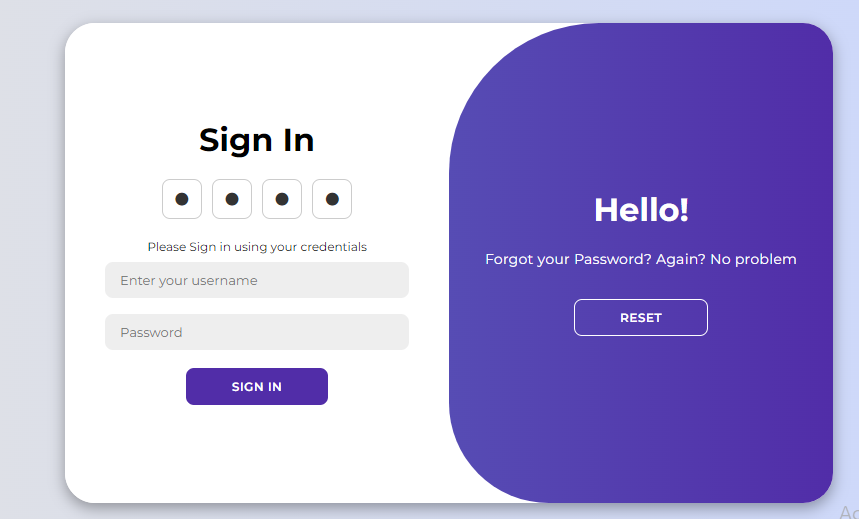 Sign In
Please Sign in using your credentials
Enter your username
Password
SIGN IN
Hello!
Forgot your Password? Again? No problem
RESET